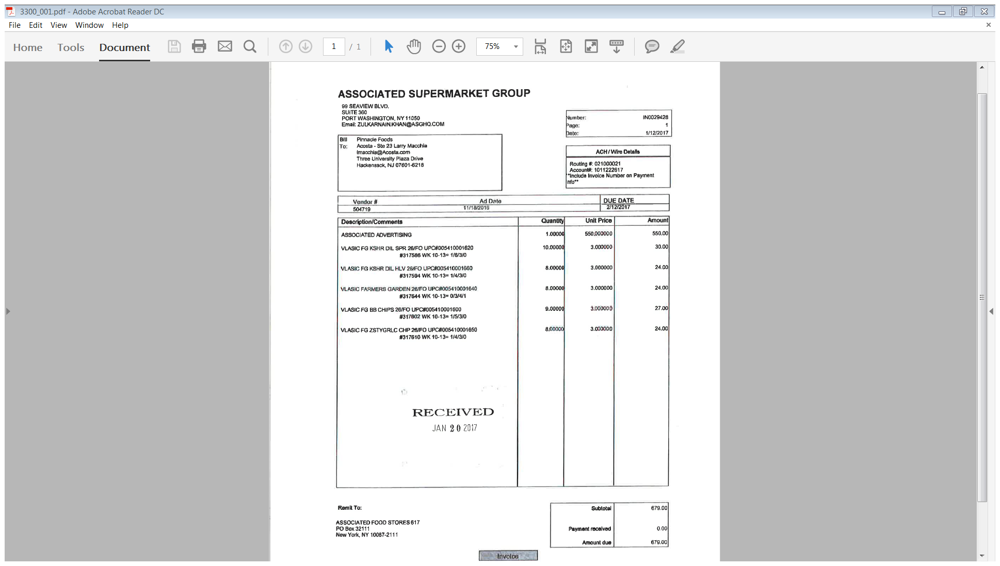 3300_001.pdf - Adobe Acrobat Reader DC
File Edit View Window Help
Home Tools Document 1 / 1 75%
ASSOCIATED SUPERMARKET GROUP
99 SEAVIEW BLVD.
SUITE 360
PORT WASHINGTON, NY 11050
Email: ZULKARNAIN.KHAN@ASGHQ.COM
Number: IN0029428
Page: 1
Date: 1/12/2017
Bill To: Pinnacle Foods
Acosta - Ste 23 Larry Macchia
lmacchia@Acosta.com
Three University Plaza Drive
Hackensack, NJ 07601-6218
ACH / Wire Details
Routing #: 021000021
Account#: 1011222617
**Include Invoice Number on Payment
nfo**
Vendor # Ad Date DUE DATE
504719 11/18/2016 2/12/2017
Description/Comments Quantity Unit Price Amount
ASSOCIATED ADVERTISING 1.00000 550.000000 550.00
VLASIC FG KSHR DIL SPR 26/FO UPC#005410001620 10.00000 3.000000 30.00
#317586 WK 10-13= 1/6/3/0
VLASIC FG KSHR DIL HLV 26/FO UPC#005410001660 8.00000 3.000000 24.00
#317594 WK 10-13= 1/4/3/0
VLASIC FARMERS GARDEN 26/FO UPC#005410001640 8.00000 3.000000 24.00
#317644 WK 10-13= 0/3/4/1
VLASIC FG BB CHIPS 26/FO UPC#005410001600 9.00000 3.000000 27.00
#317602 WK 10-13= 1/5/3/0
VLASIC FG ZSTYGRLC CHP 26/FO UPC#005410001650 8.00000 3.000000 24.00
#317610 WK 10-13= 1/4/3/0
RECEIVED
JAN 20 2017
Remit To:
ASSOCIATED FOOD STORES 617
PO Box 32111
New York, NY 10087-2111
Subtotal 679.00
Payment received 0.00
Amount due 679.00
Invoice